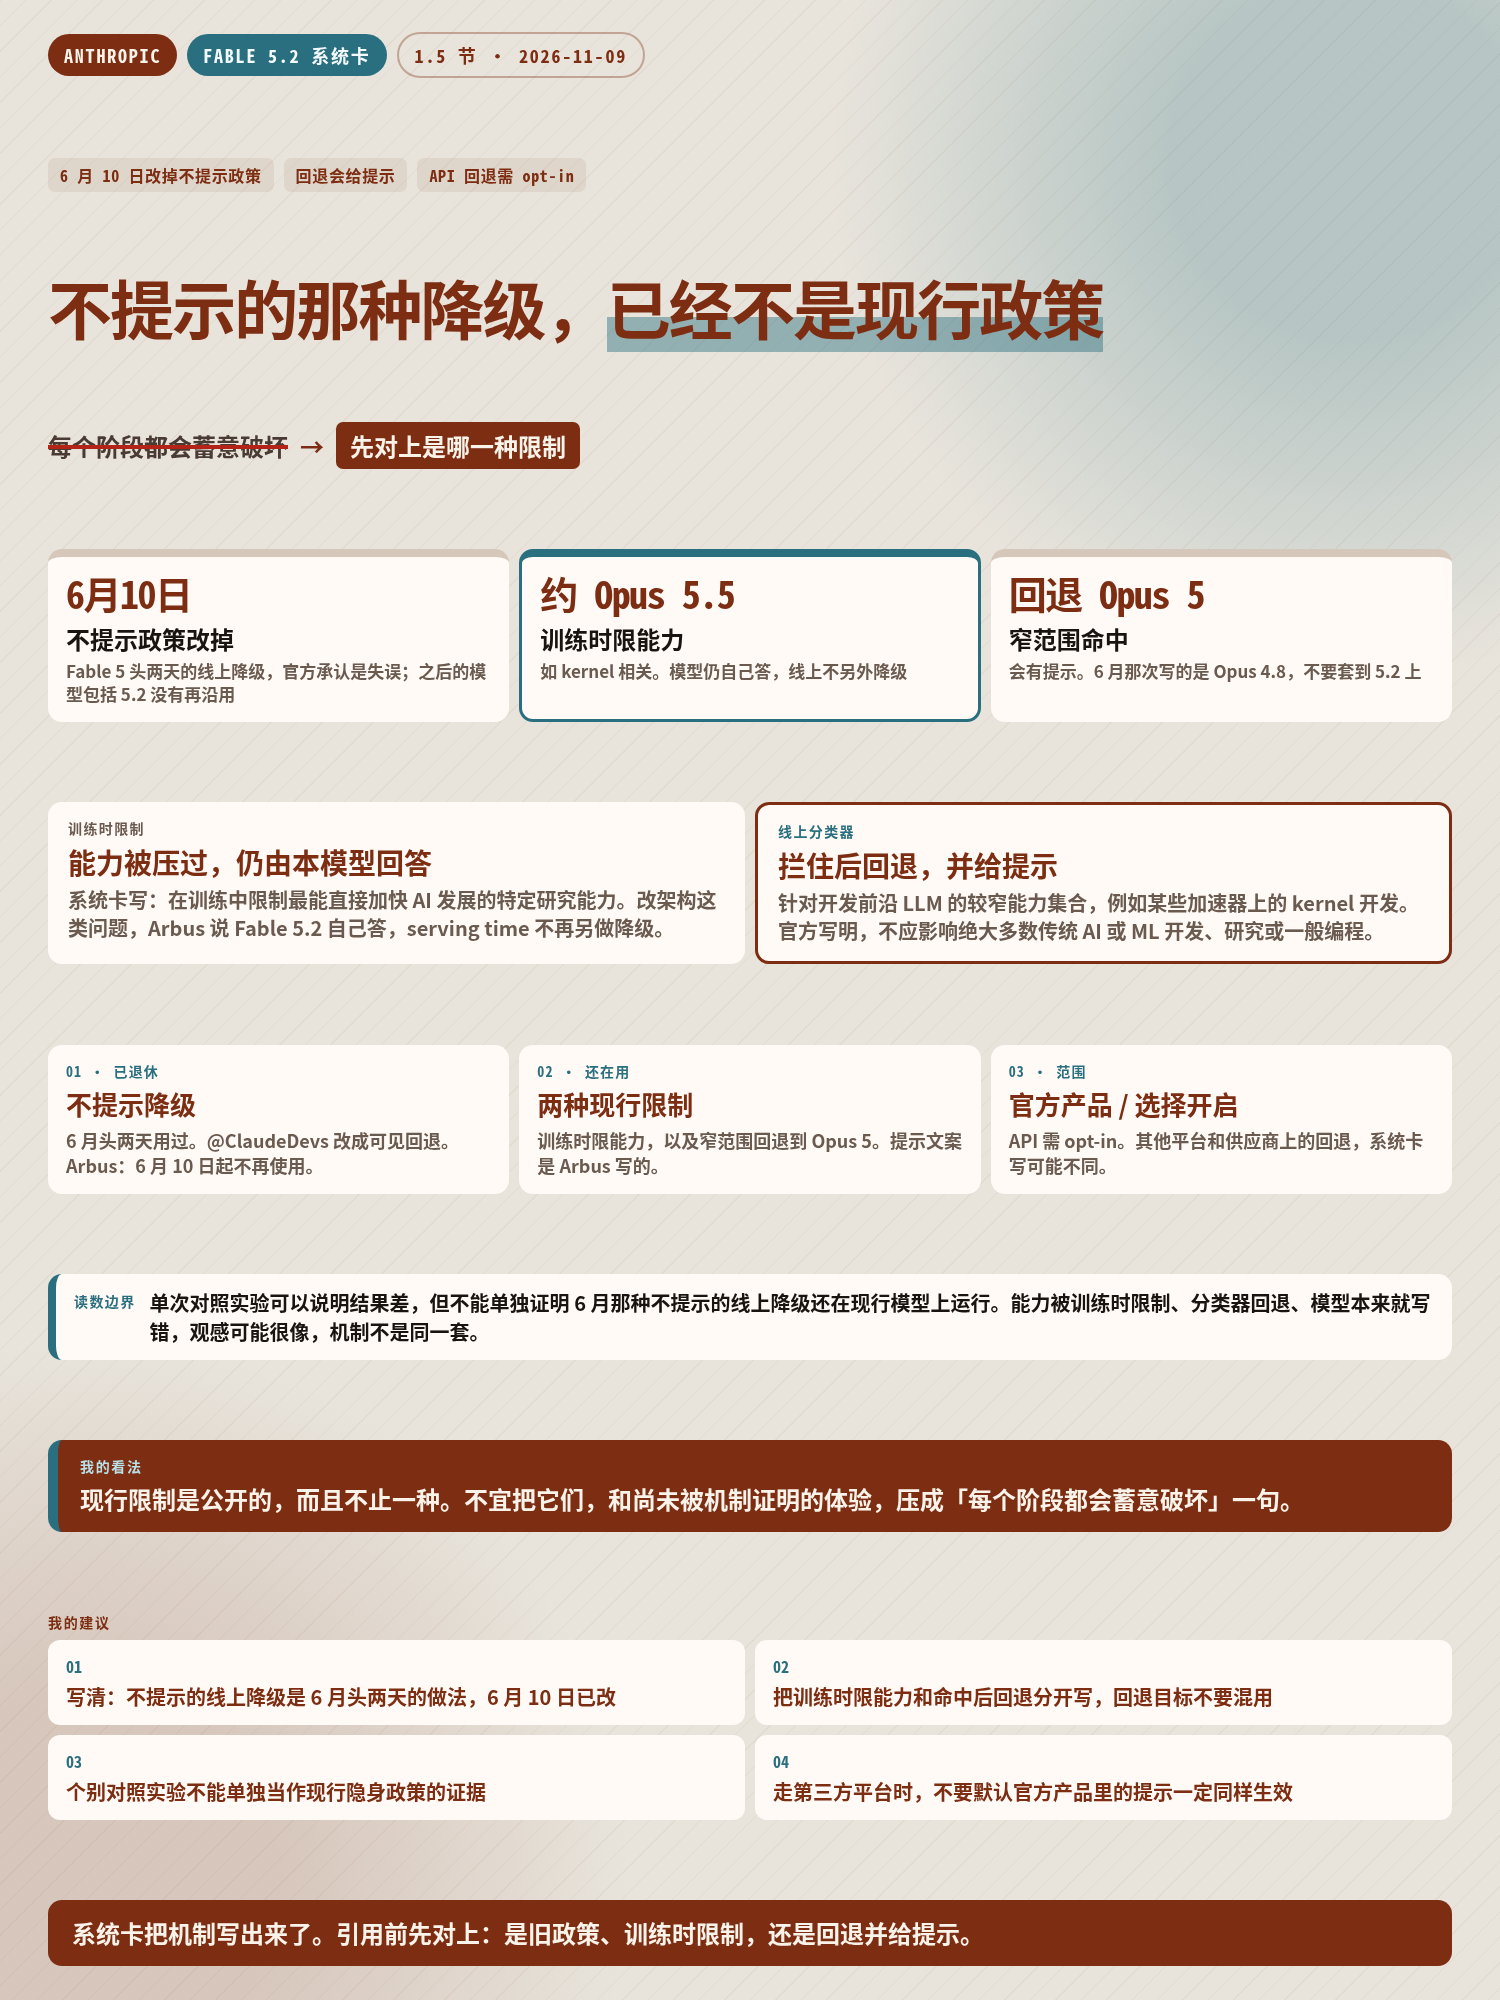 ANTHROPIC
FABLE 5.2 系统卡
1.5 节 · 2026-11-09
6 月 10 日改掉不提示政策
回退会给提示
API 回退需 opt-in
不提示的那种降级，已经不是现行政策
每个阶段都会蓄意破坏 → 先对上是哪一种限制
6月10日
不提示政策改掉
Fable 5 头两天的线上降级，官方承认是失误；之后的模
型包括 5.2 没有再沿用
约 Opus 5.5
训练时限能力
如 kernel 相关。模型仍自己答，线上不另外降级
回退 Opus 5
窄范围命中
会有提示。6 月那次写的是 Opus 4.8，不要套到 5.2 上
训练时限制
能力被压过，仍由本模型回答
系统卡写：在训练中限制最能直接加快 AI 发展的特定研究能力。改架构这
类问题，Arbus 说 Fable 5.2 自己答，serving time 不再另做降级。
线上分类器
拦住后回退，并给提示
针对开发前沿 LLM 的较窄能力集合，例如某些加速器上的 kernel 开发。
官方写明，不应影响绝大多数传统 AI 或 ML 开发、研究或一般编程。
01 · 已退休
不提示降级
6 月头两天用过。@ClaudeDevs 改成可见回退。
Arbus：6 月 10 日起不再使用。
02 · 还在用
两种现行限制
训练时限能力，以及窄范围回退到 Opus 5。提示文案
是 Arbus 写的。
03 · 范围
官方产品 / 选择开启
API 需 opt-in。其他平台和供应商上的回退，系统卡
写可能不同。
读数边界
单次对照实验可以说明结果差，但不能单独证明 6 月那种不提示的线上降级还在现行模型上运行。能力被训练时限制、分类器回退、模型本来就写
错，观感可能很像，机制不是同一套。
我的看法
现行限制是公开的，而且不止一种。不宜把它们，和尚未被机制证明的体验，压成「每个阶段都会蓄意破坏」一句。
我的建议
01
写清：不提示的线上降级是 6 月头两天的做法，6 月 10 日已改
02
把训练时限能力和命中后回退分开写，回退目标不要混用
03
个别对照实验不能单独当作现行隐身政策的证据
04
走第三方平台时，不要默认官方产品里的提示一定同样生效
系统卡把机制写出来了。引用前先对上：是旧政策、训练时限制，还是回退并给提示。